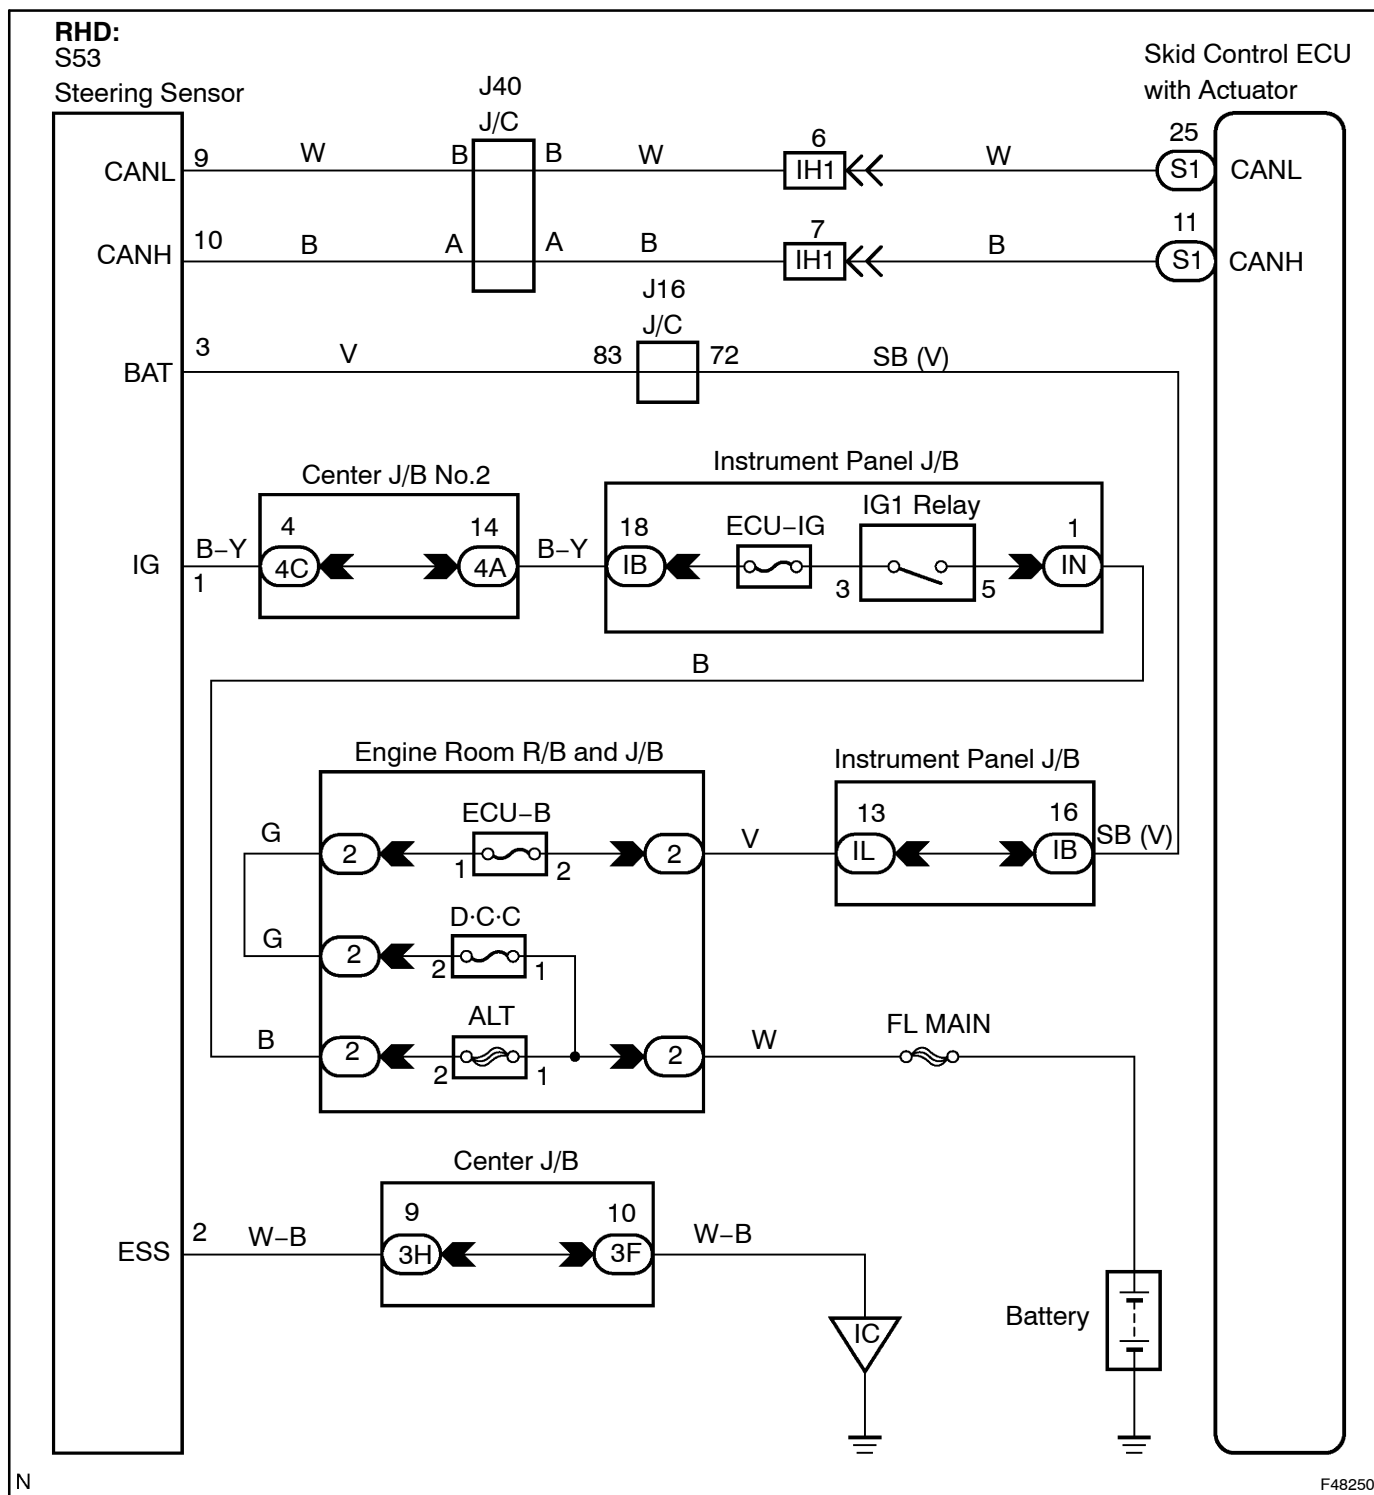 RHD:
S53
Steering Sensor
Skid Control ECU
with Actuator
J40
J/C
CANL 9 W B B W 6 IH1 W 25 S1 CANL
CANH 10 B A A B 7 IH1 B 11 S1 CANH
J16
J/C
BAT 3 V 83 72 SB (V)
Center J/B No.2
Instrument Panel J/B
IG B–Y 1 4 4C 14 4A B–Y 18 IB ECU–IG 3 IG1 Relay 5 1 IN
B
Engine Room R/B and J/B
Instrument Panel J/B
G 2 ECU–B 1 2 2 V 13 IL 16 IB SB (V)
G 2 D·C·C 2 1
B 2 ALT 2 1 2 W FL MAIN
Center J/B
ESS 2 W–B 9 3H 10 3F W–B
IC
Battery
N
F48250